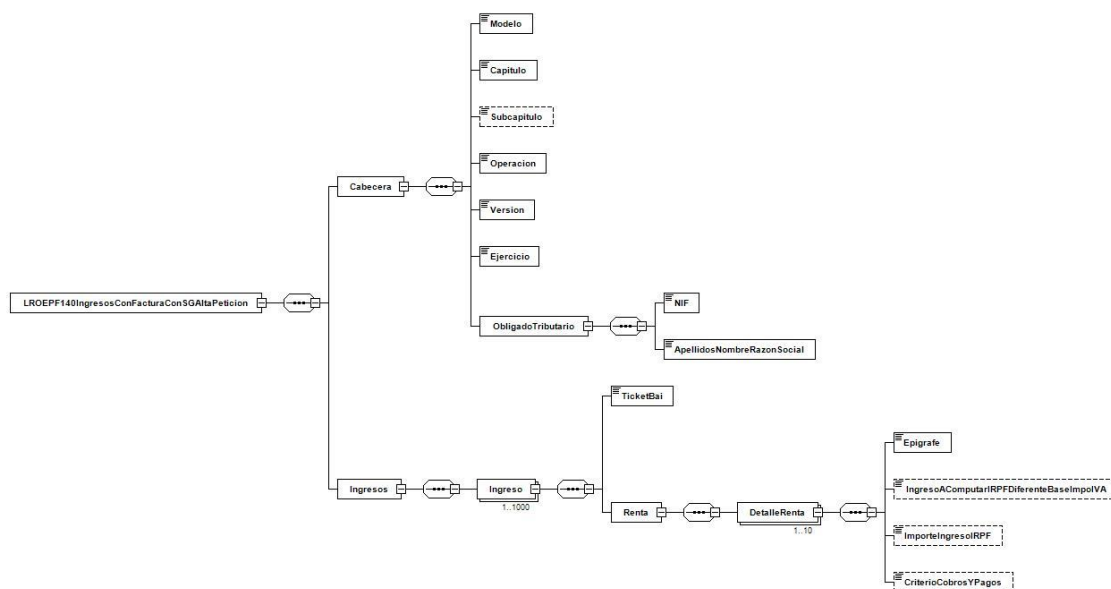 Modelo
Capitulo
Subcapitulo
Operacion
Cabecera
Version
Ejercicio
LROEPF140IngresosConFacturaConSGAltaPeticion
NIF
ObligadoTributario
ApellidosNombreRazonSocial
TicketBai
Epigrafe
Ingresos
Ingreso
IngresoAComputarIRPFDiferenteBaseImpoIVA
1..1000
Renta
DetalleRenta
1..10
ImporteIngresoIRPF
CriterioCobrosYPagos